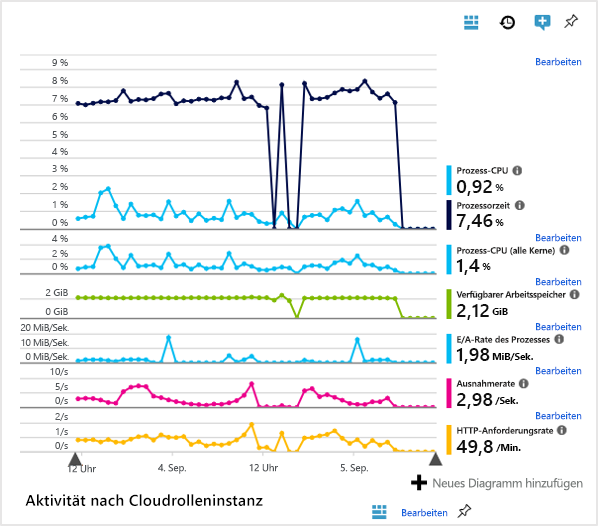 Bearbeiten
9 %
8 %
7 %
6 %
5 %
4 %
3 %
2 %
1 %
0 %
Prozess-CPU
0,92 %
Prozessorzeit
7,46 %
Bearbeiten
4 %
2 %
0 %
Prozess-CPU (alle Kerne)
1,4 %
Bearbeiten
2 GiB
0 GiB
Verfügbarer Arbeitsspeicher
2,12 GiB
Bearbeiten
20 MiB/Sek.
10 MiB/Sek.
0 MiB/Sek.
E/A-Rate des Prozesses
1,98 MiB/Sek.
Bearbeiten
10/s
5/s
0/s
Ausnahmerate
2,98 /Sek.
Bearbeiten
2/s
1/s
0/s
HTTP-Anforderungsrate
49,8 /Min.
12 Uhr
4. Sep.
12 Uhr
5. Sep.
Neues Diagramm hinzufügen
Aktivität nach Cloudrolleninstanz
Bearbeiten